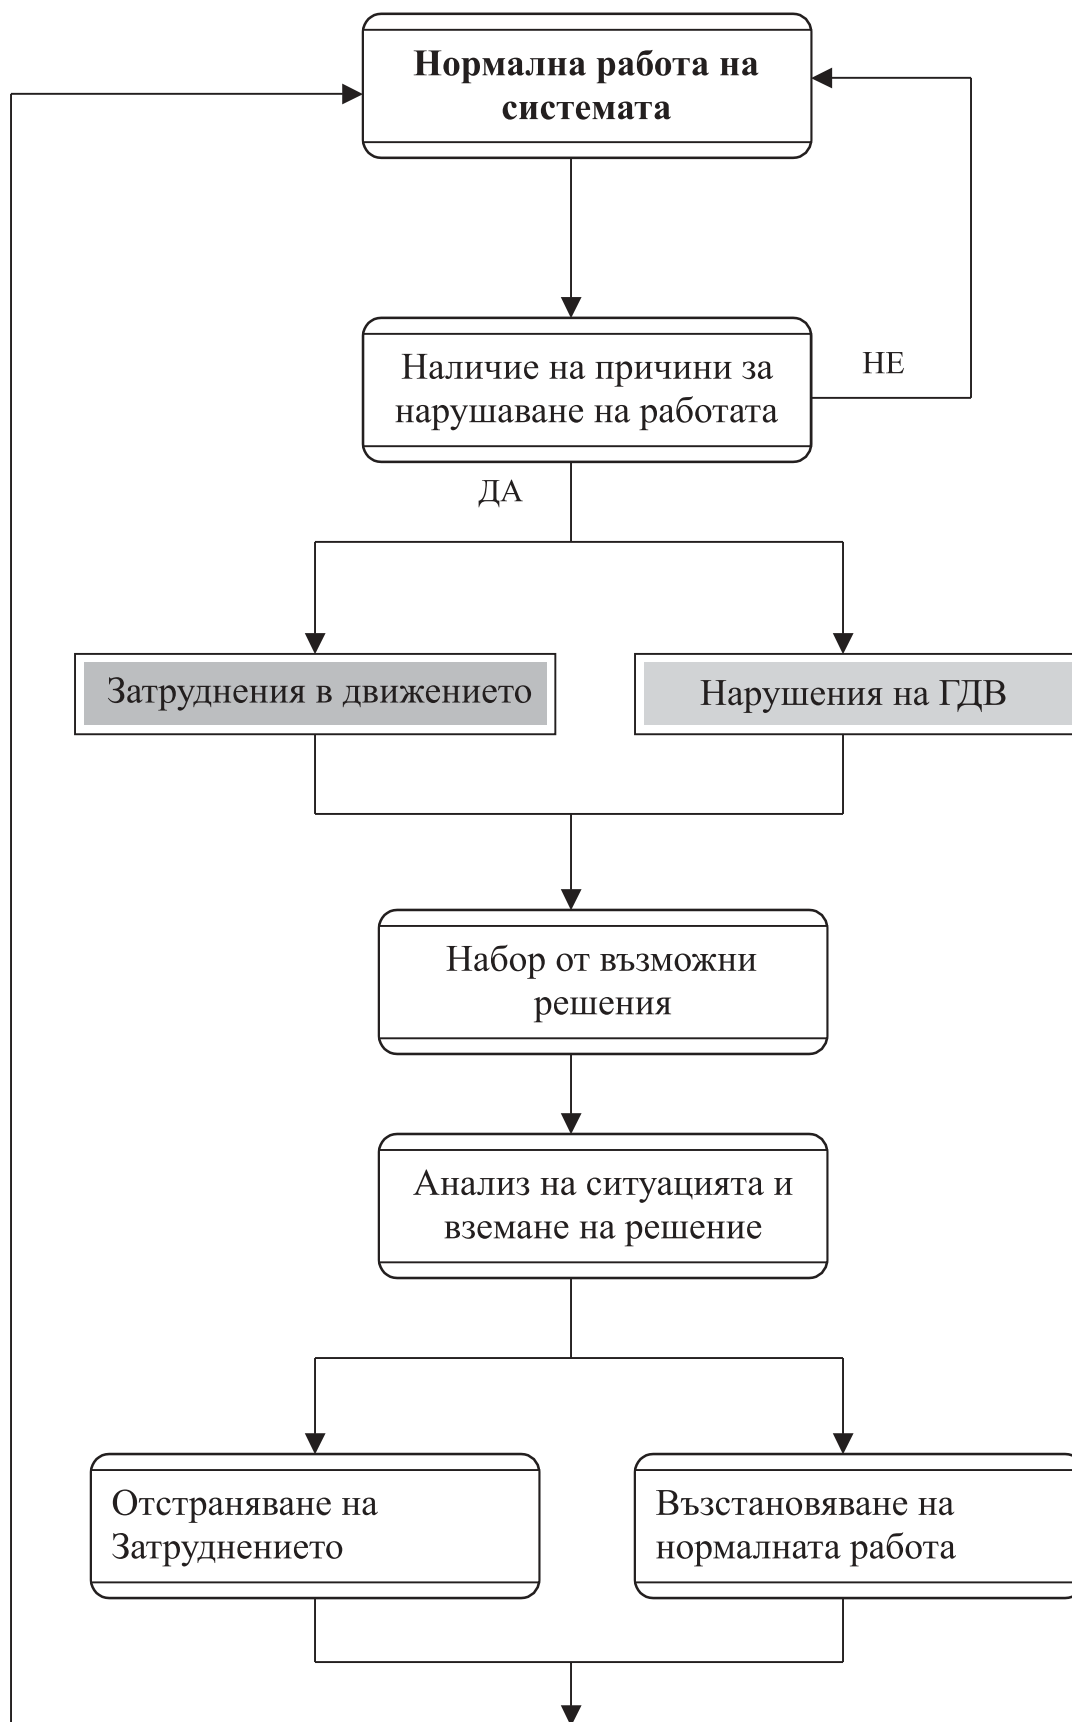 Нормална работа на
системата
Наличие на причини за
нарушаване на работата
НЕ
ДА
Затруднения в движението
Нарушения на ГДВ
Набор от възможни
решения
Анализ на ситуацията и
вземане на решение
Отстраняване на
Затруднението
Възстановяване на
нормалната работа